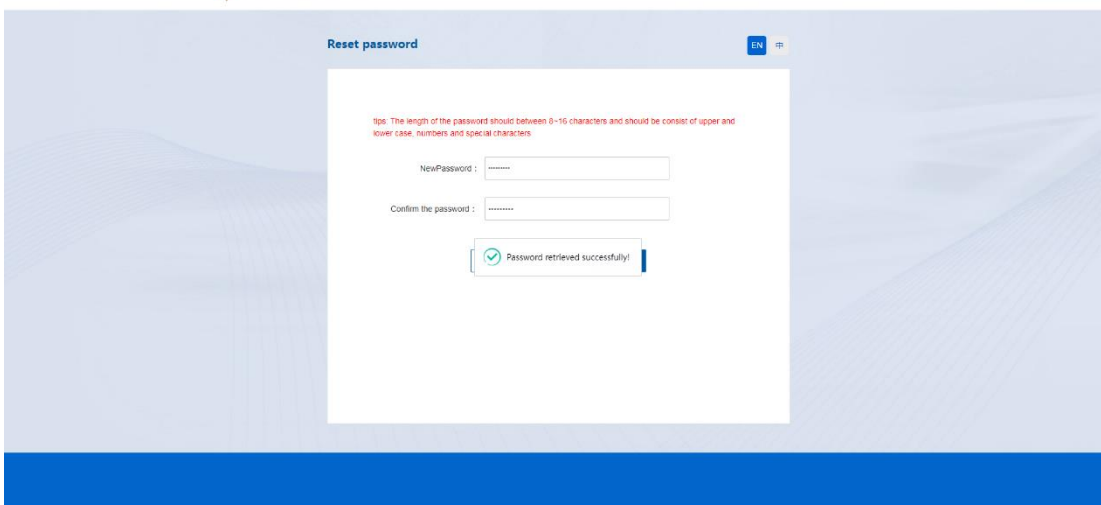 Reset password
EN 中
tips: The length of the password should between 8~16 characters and should be consist of upper and
lower case, numbers and special characters
NewPassword :
Confirm the password :
Password retrieved successfully!